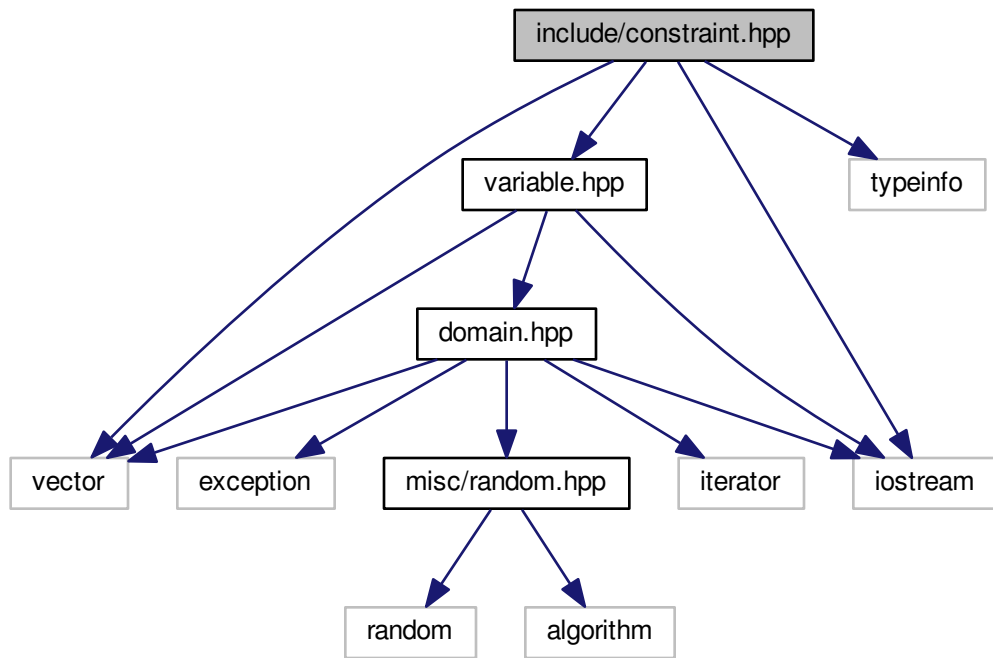 include/constraint.hpp
variable.hpp
typeinfo
domain.hpp
vector
exception
misc/random.hpp
iterator
iostream
random
algorithm